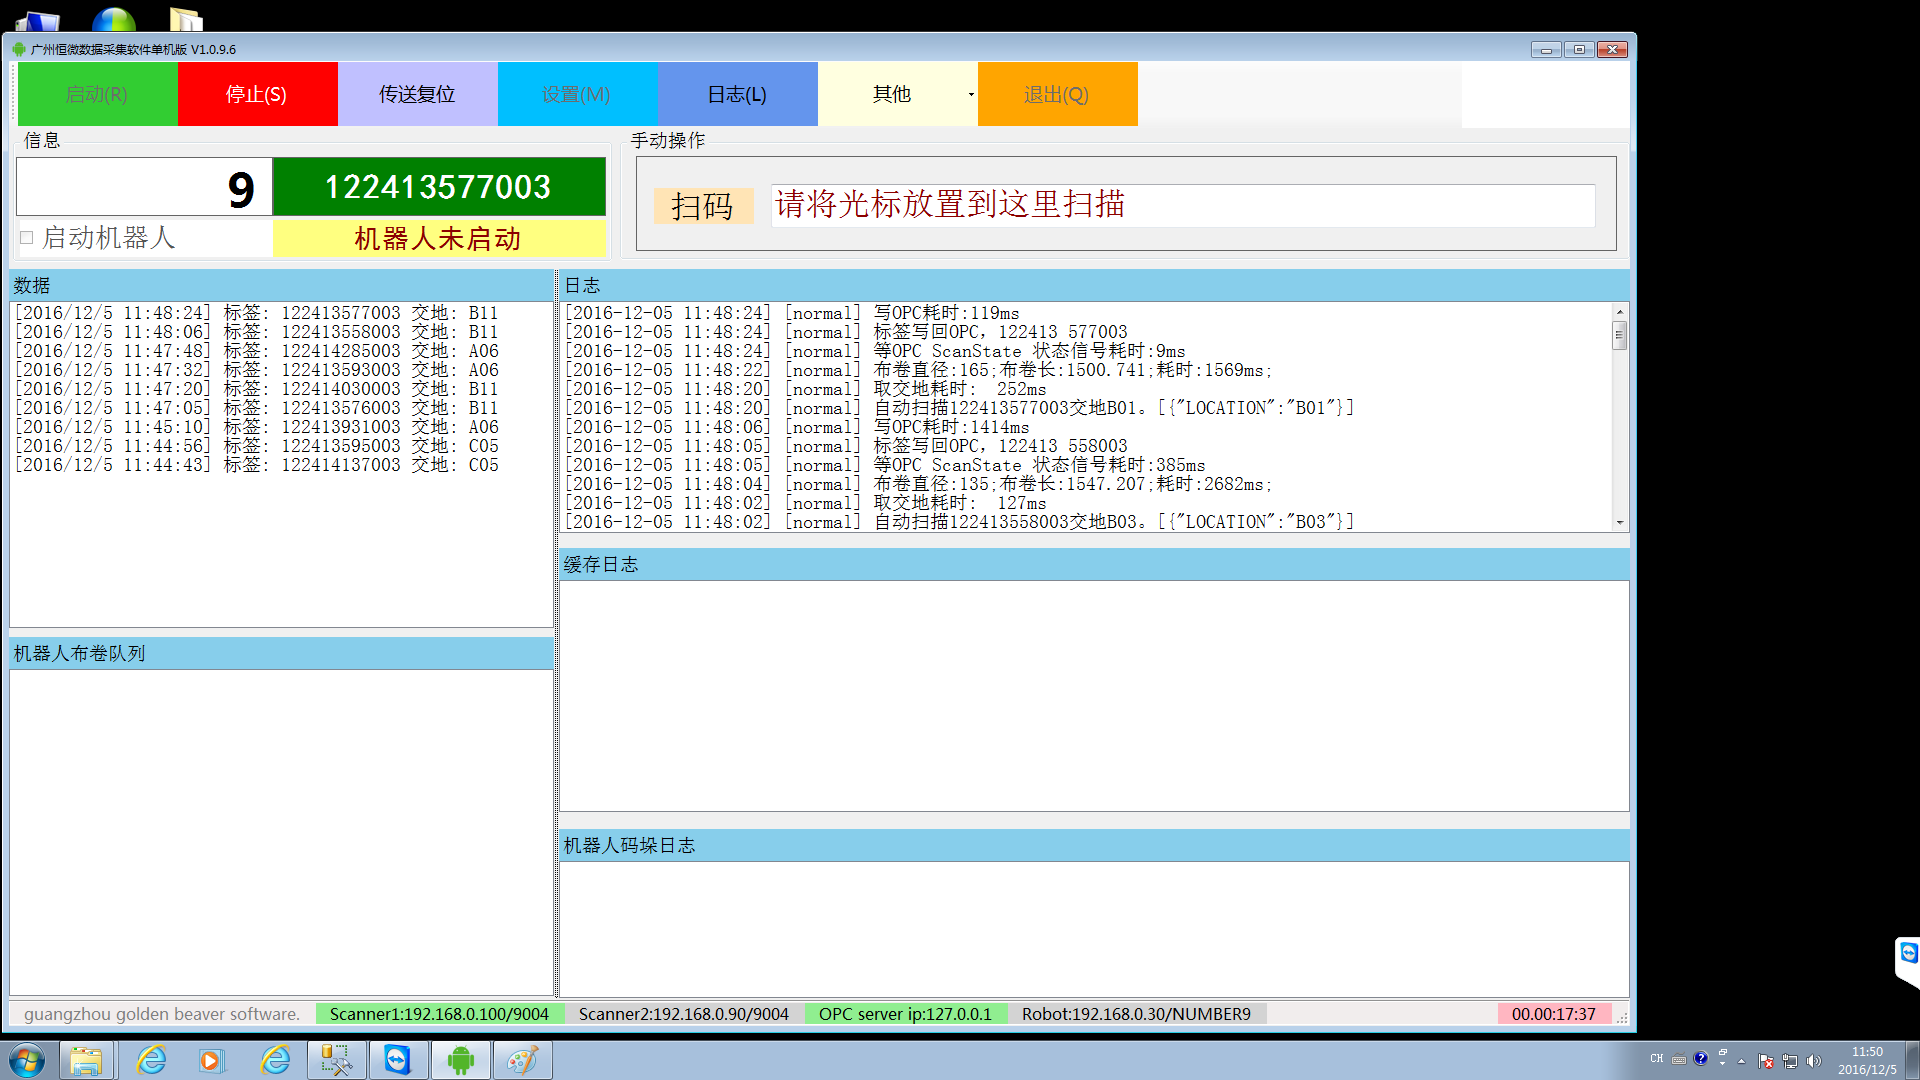 广州恒微数据采集软件单机版 V1.0.9.6
启动(R) 停止(S) 传送复位 设置(M) 日志(L) 其他 退出(Q)
信息
9 122413577003
启动机器人 机器人未启动
手动操作
扫码 请将光标放置到这里扫描
数据
[2016/12/5 11:48:24] 标签: 122413577003 交地: B11
[2016/12/5 11:48:06] 标签: 122413558003 交地: B11
[2016/12/5 11:47:48] 标签: 122414285003 交地: A06
[2016/12/5 11:47:32] 标签: 122413593003 交地: A06
[2016/12/5 11:47:20] 标签: 122414030003 交地: B11
[2016/12/5 11:47:05] 标签: 122413576003 交地: B11
[2016/12/5 11:45:10] 标签: 122413931003 交地: A06
[2016/12/5 11:44:56] 标签: 122413595003 交地: C05
[2016/12/5 11:44:43] 标签: 122414137003 交地: C05
机器人布卷队列
日志
[2016-12-05 11:48:24] [normal] 写OPC耗时:119ms
[2016-12-05 11:48:24] [normal] 标签写回OPC, 122413 577003
[2016-12-05 11:48:24] [normal] 等OPC ScanState 状态信号耗时:9ms
[2016-12-05 11:48:22] [normal] 布卷直径:165;布卷长:1500.741;耗时:1569ms;
[2016-12-05 11:48:20] [normal] 取交地耗时: 252ms
[2016-12-05 11:48:20] [normal] 自动扫描122413577003交地B01。[{"LOCATION":"B01"}]
[2016-12-05 11:48:06] [normal] 写OPC耗时:1414ms
[2016-12-05 11:48:05] [normal] 标签写回OPC, 122413 558003
[2016-12-05 11:48:05] [normal] 等OPC ScanState 状态信号耗时:385ms
[2016-12-05 11:48:04] [normal] 布卷直径:135;布卷长:1547.207;耗时:2682ms;
[2016-12-05 11:48:02] [normal] 取交地耗时: 127ms
[2016-12-05 11:48:02] [normal] 自动扫描122413558003交地B03。[{"LOCATION":"B03"}]
缓存日志
机器人码垛日志
guangzhou golden beaver software. Scanner1:192.168.0.100/9004 Scanner2:192.168.0.90/9004 OPC server ip:127.0.0.1 Robot:192.168.0.30/NUMBER9 00.00:17:37
CH 11:50
2016/12/5